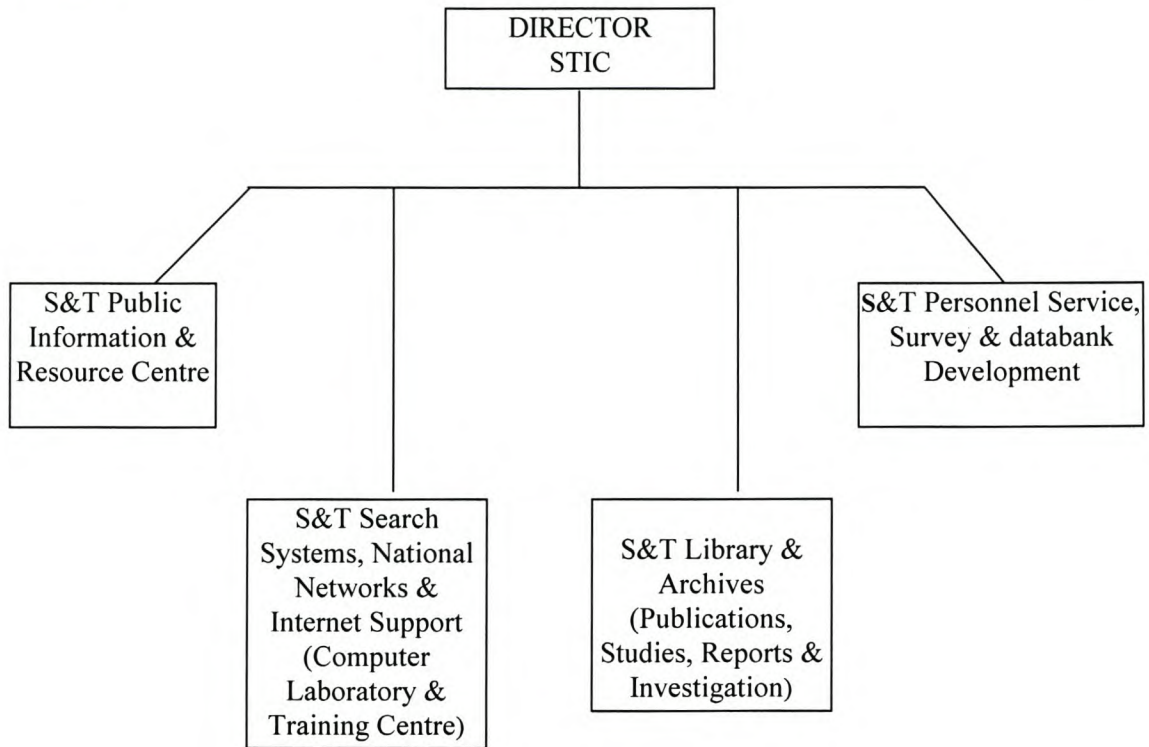 DIRECTOR
STIC
S&T Public
Information &
Resource Centre
S&T Personnel Service,
Survey & databank
Development
S&T Search
Systems, National
Networks &
Internet Support
(Computer
Laboratory &
Training Centre)
S&T Library &
Archives
(Publications,
Studies, Reports &
Investigation)